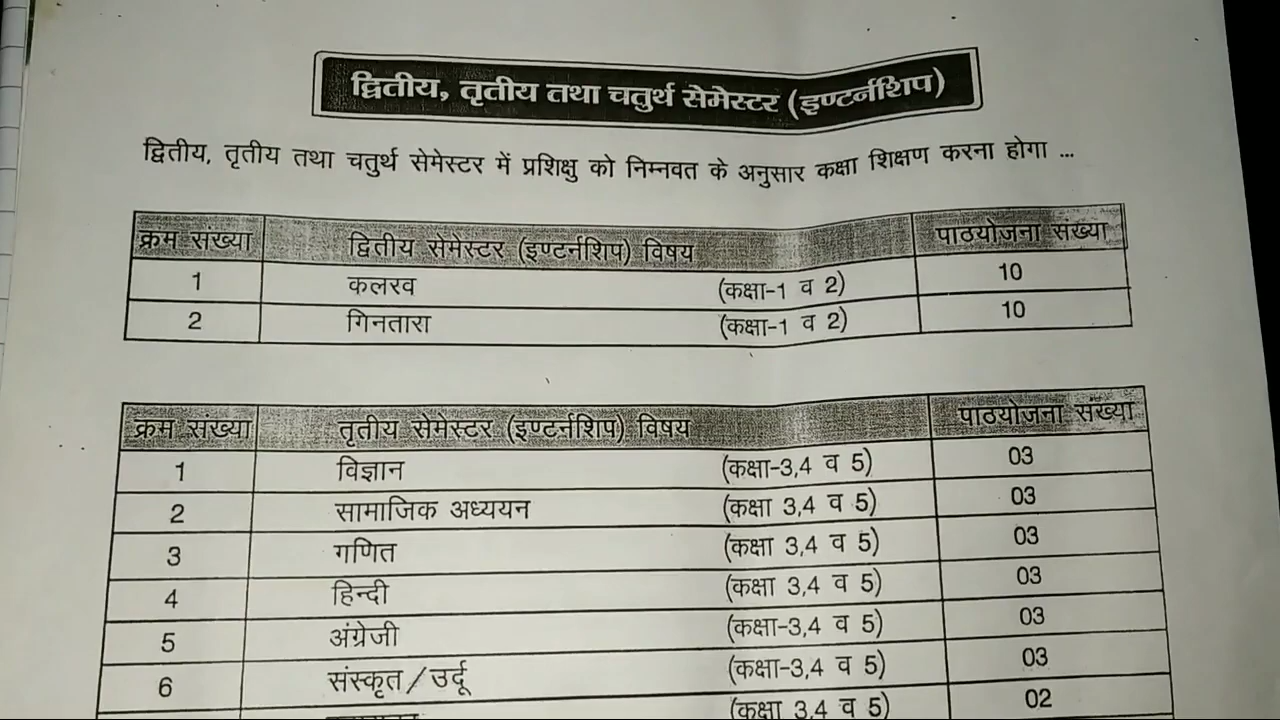 द्वितीय, तृतीय तथा चतुर्थ सेमेस्टर (इण्टर्नशिप)
द्वितीय, तृतीय तथा चतुर्थ सेमेस्टर में प्रशिक्षु को निम्नवत के अनुसार कक्षा शिक्षण करना होगा ...
क्रम संख्या द्वितीय सेमेस्टर (इण्टर्नशिप) विषय पाठयोजना संख्या
1 कलरव (कक्षा-1 व 2) 10
2 गिनतारा (कक्षा-1 व 2) 10
क्रम संख्या तृतीय सेमेस्टर (इण्टर्नशिप) विषय पाठयोजना संख्या
1 विज्ञान (कक्षा-3,4 व 5) 03
2 सामाजिक अध्ययन (कक्षा 3,4 व 5) 03
3 गणित (कक्षा 3,4 व 5) 03
4 हिन्दी (कक्षा 3,4 व 5) 03
5 अंग्रेजी (कक्षा-3,4 व 5) 03
6 संस्कृत/उर्दू (कक्षा-3,4 व 5) 03
(कक्षा 3,4 व 5) 02